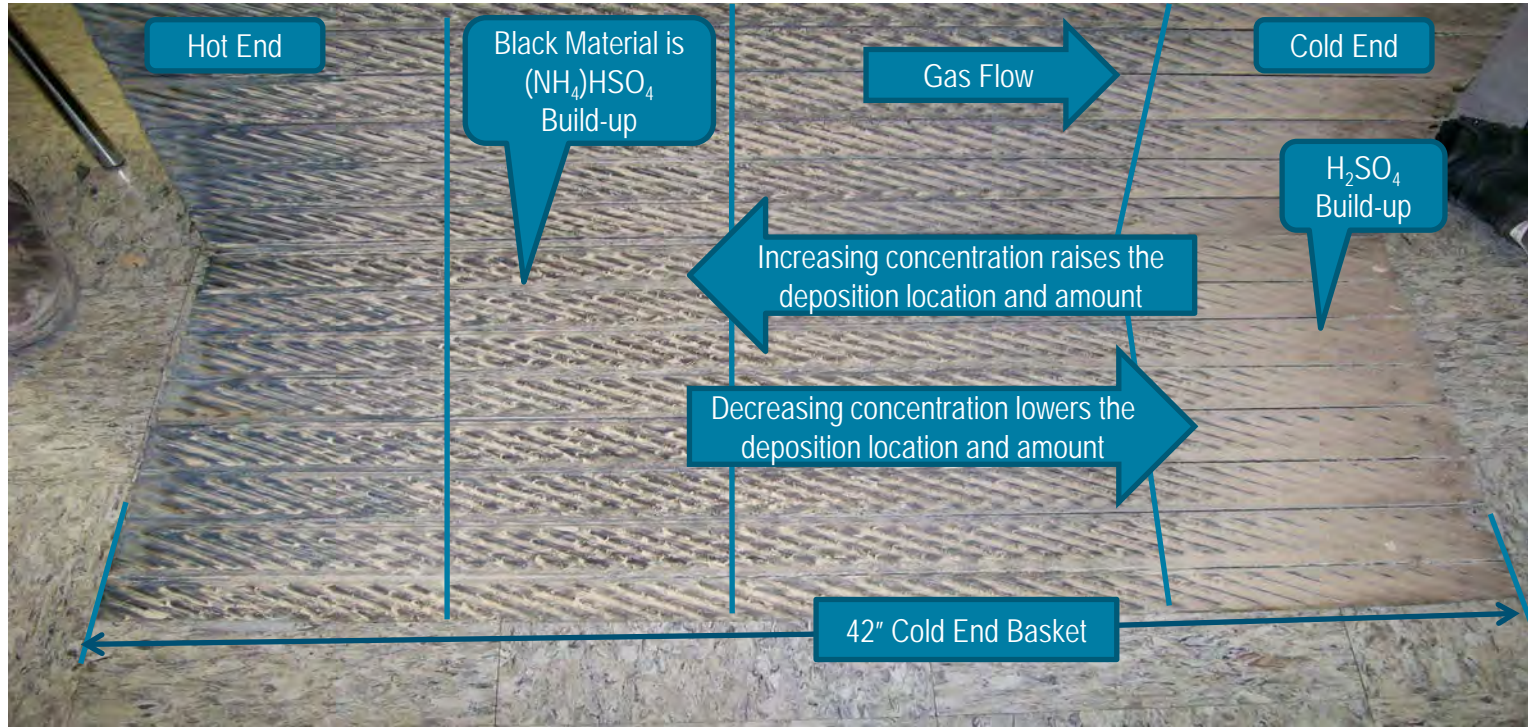 Hot End
Black Material is
(NH₄)HSO₄
Build-up
Gas Flow
Cold End
H₂SO₄
Build-up
Increasing concentration raises the
deposition location and amount
Decreasing concentration lowers the
deposition location and amount
42" Cold End Basket